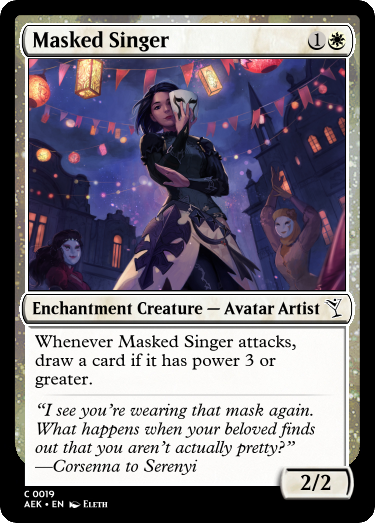 Masked Singer 1
Enchantment Creature — Avatar Artist
Whenever Masked Singer attacks,
draw a card if it has power 3 or
greater.
“I see you’re wearing that mask again.
What happens when your beloved finds
out that you aren’t actually pretty?”
—Corsenna to Serenyi
2/2
C 0019
AEK • EN Eleth